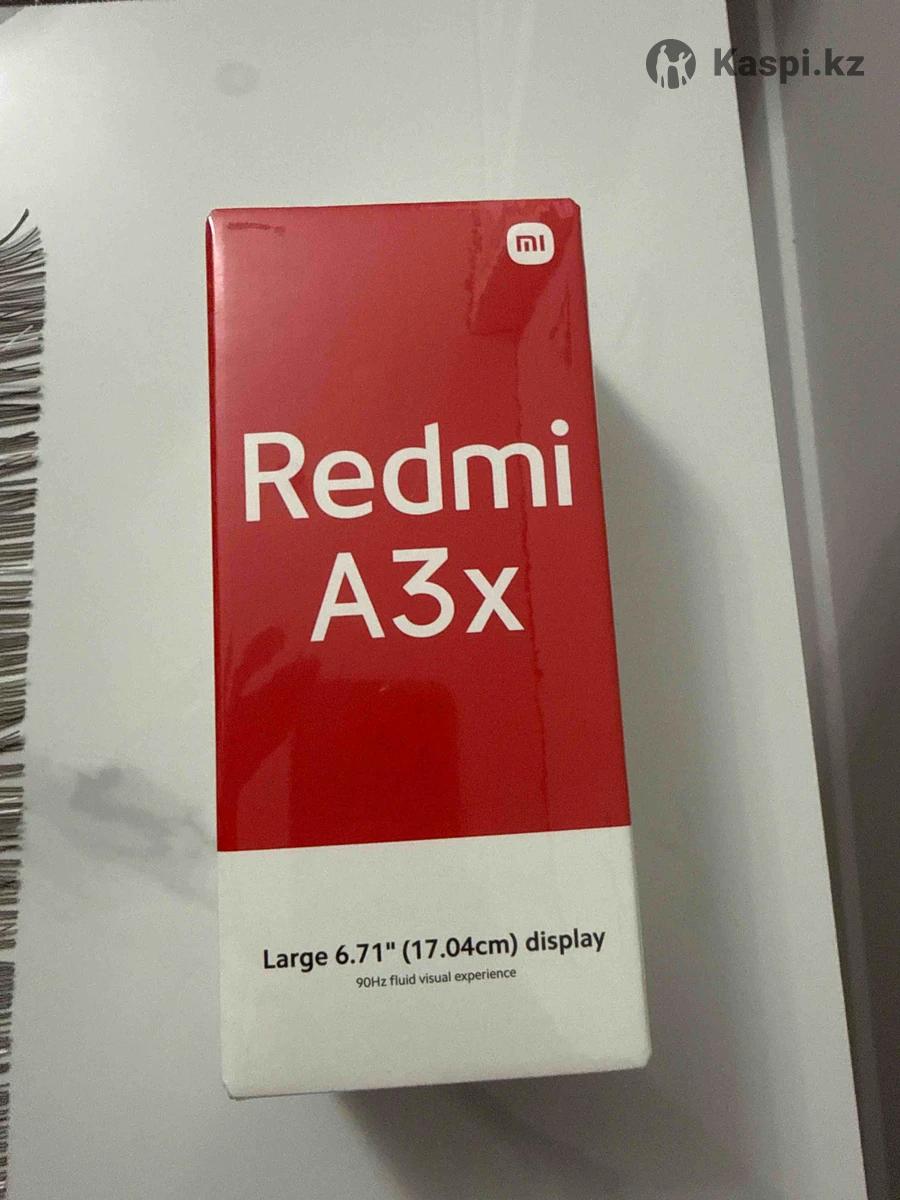 Kaspi.kz
mi
Redmi
A3x
Large 6.71" (17.04cm) display
90Hz fluid visual experience